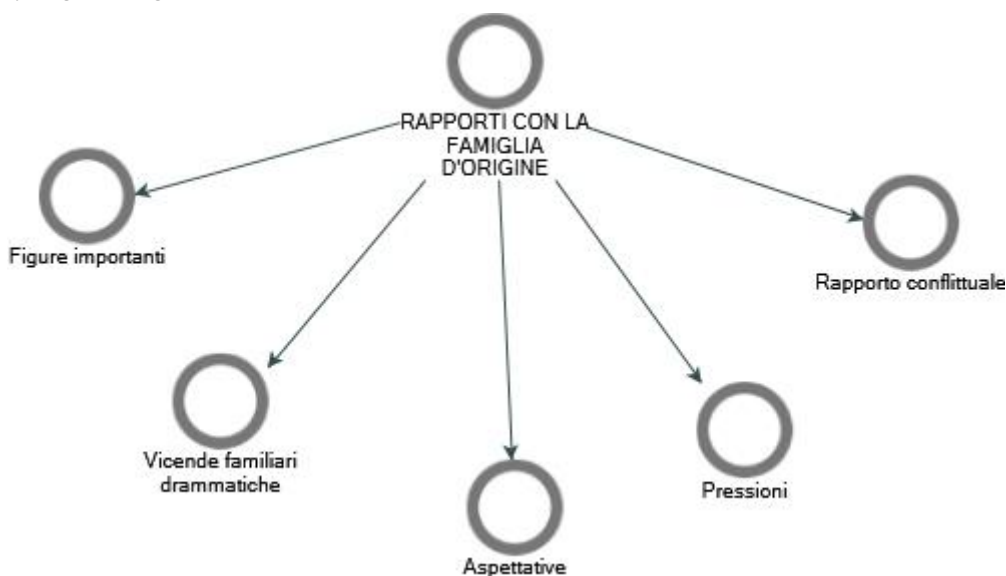 RAPPORTI CON LA
FAMIGLIA
D'ORIGINE
Figure importanti
Rapporto conflittuale
Vicende familiari
drammatiche
Pressioni
Aspettative